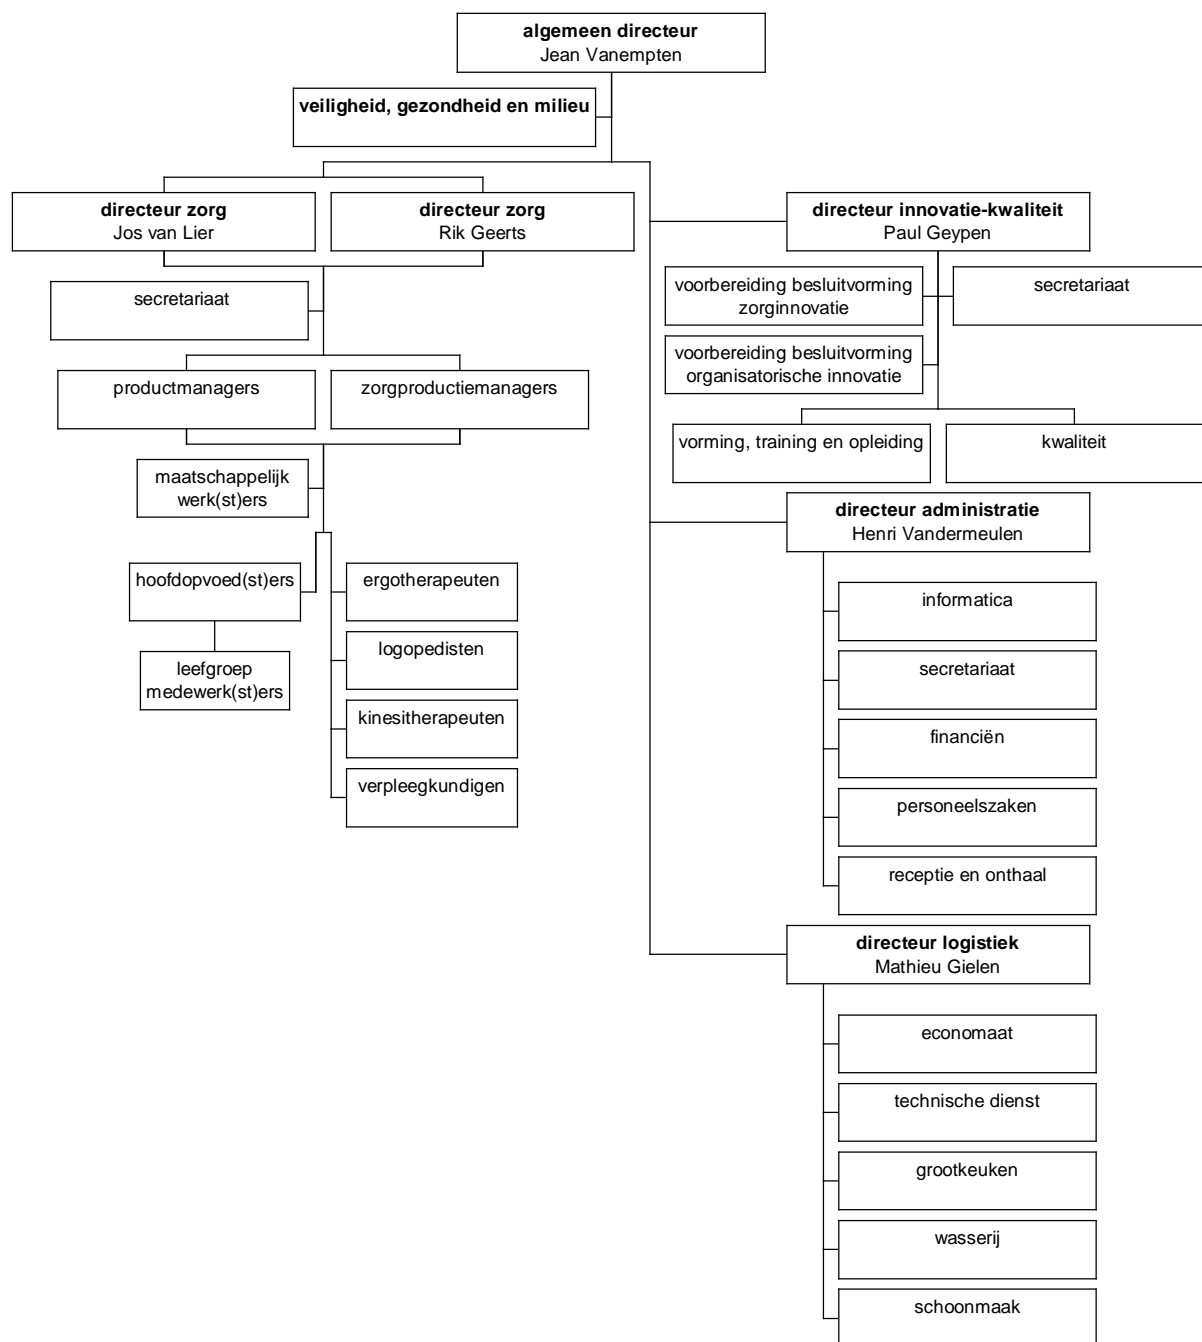 algemeen directeur
Jean Vanempten
veiligheid, gezondheid en milieu
directeur zorg
Jos van Lier
directeur zorg
Rik Geerts
secretariaat
productmanagers
zorgproductiemanagers
maatschappelijk
werk(st)ers
hoofdopvoed(st)ers
leefgroep
medewerk(st)ers
ergotherapeuten
logopedisten
kinesitherapeuten
verpleegkundigen
directeur innovatie-kwaliteit
Paul Geypen
voorbereiding besluitvorming
zorginnovatie
secretariaat
voorbereiding besluitvorming
organisatorische innovatie
vorming, training en opleiding
kwaliteit
directeur administratie
Henri Vandermeulen
informatica
secretariaat
financiën
personeelszaken
receptie en onthaal
directeur logistiek
Mathieu Gielen
economaat
technische dienst
grootkeuken
wasserij
schoonmaak